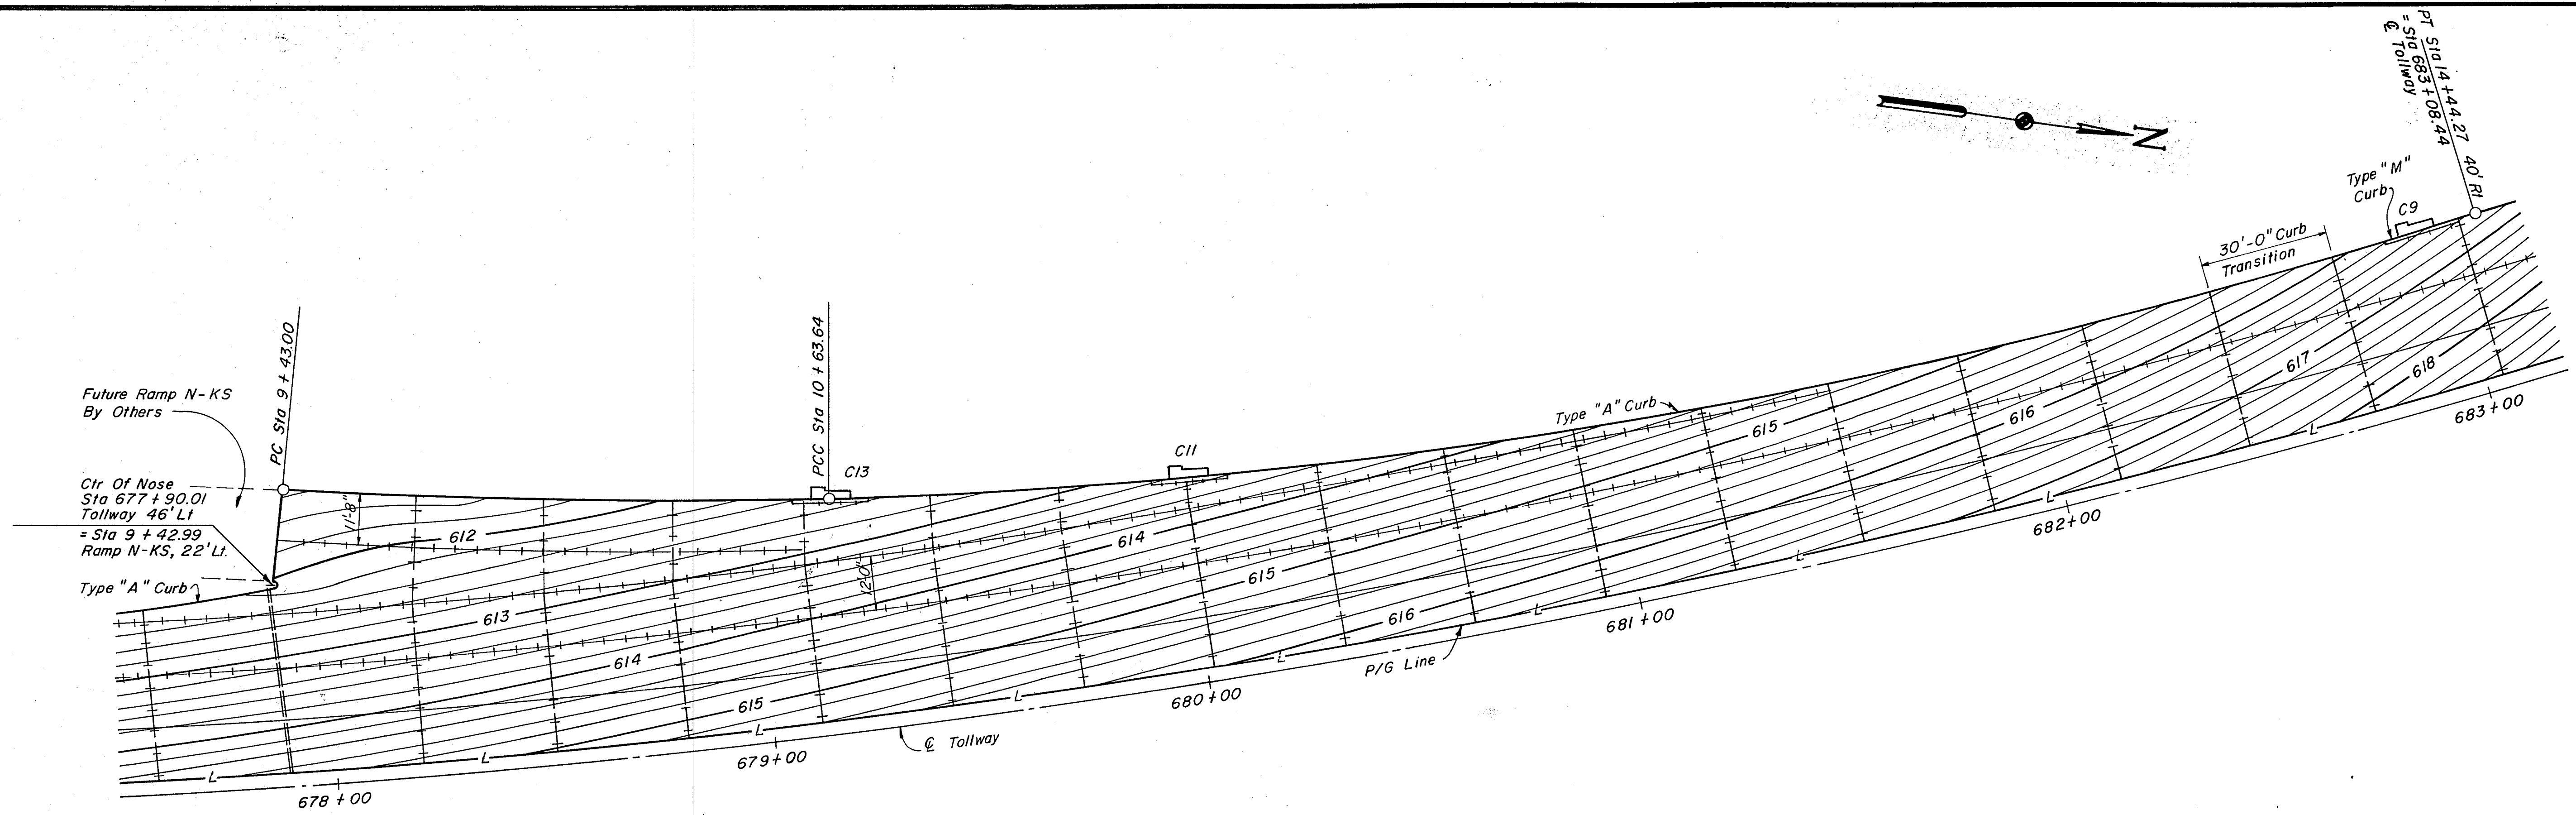 PT Sta 14+44.27 40' Rt
= Sta 683+08.44
℄ Tollway
N
Type "M"
Curb
C9
30'-0" Curb
Transition
PC Sta 9+43.00
PCC Sta 10+63.64
Future Ramp N-KS
By Others
Ctr Of Nose
Sta 677+90.01
Tollway 46' Lt
= Sta 9+42.99
Ramp N-KS, 22' Lt.
Type "A" Curb
11'-8"
C13
C11
Type "A" Curb
12'-0"
612
613
614
615
614
615
616
615
616
617
618
L
L
L
L
L
L
L
L
L
P/G Line
℄ Tollway
678+00
679+00
680+00
681+00
682+00
683+00